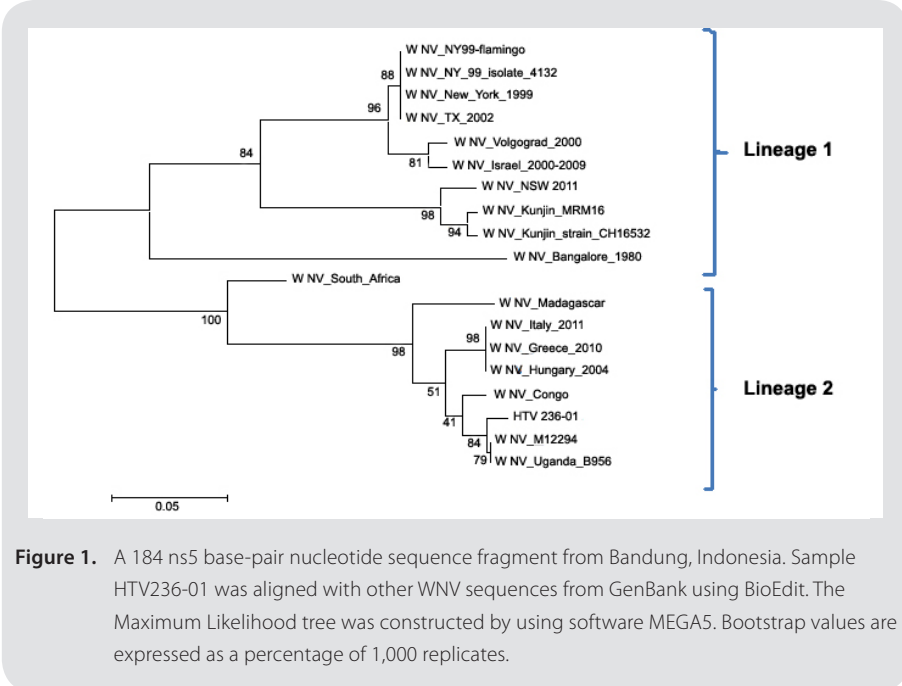 W NV_NY99-flamingo
88
W NV_NY_99_isolate_4132
W NV_New_York_1999
96
W NV_TX_2002
W NV_Volgograd_2000
84
81
W NV_Israel_2000-2009
Lineage 1
W NV_NSW 2011
98
W NV_Kunjin_MRM16
94
W NV_Kunjin_strain_CH16532
W NV_Bangalore_1980
W NV_South_Africa
100
W NV_Madagascar
W NV_Italy_2011
98
W NV_Greece_2010
98
W NV_Hungary_2004
Lineage 2
51
W NV_Congo
41
HTV 236-01
84
W NV_M12294
79
W NV_Uganda_B956
0.05
Figure 1. A 184 ns5 base-pair nucleotide sequence fragment from Bandung, Indonesia. Sample
HTV236-01 was aligned with other WNV sequences from GenBank using BioEdit. The
Maximum Likelihood tree was constructed by using software MEGA5. Bootstrap values are
expressed as a percentage of 1,000 replicates.